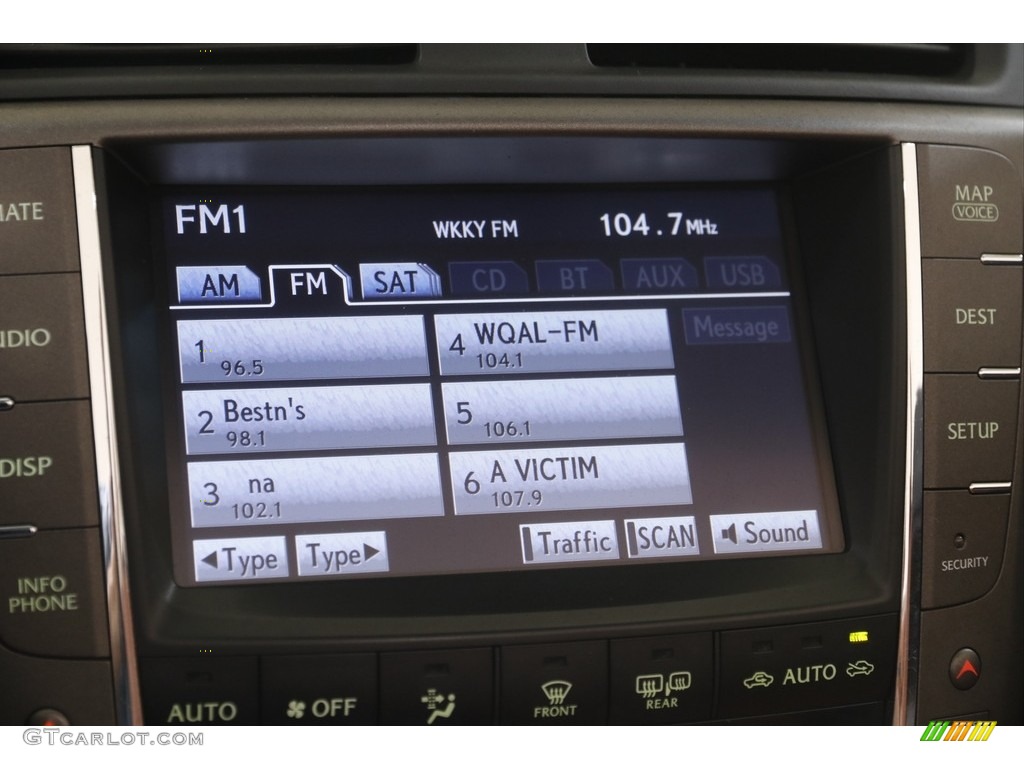 FM1 WKKY FM 104.7MHz
AM FM SAT CD BT AUX USB
1 96.5
4 WQAL-FM 104.1
Message
2 Bestn's 98.1
5 106.1
3 na 102.1
6 A VICTIM 107.9
◄Type Type► Traffic SCAN Sound
MATE
UDIO
DISP
INFO
PHONE
MAP
VOICE
DEST
SETUP
SECURITY
AUTO OFF FRONT REAR AUTO
GTCARLOT.COM